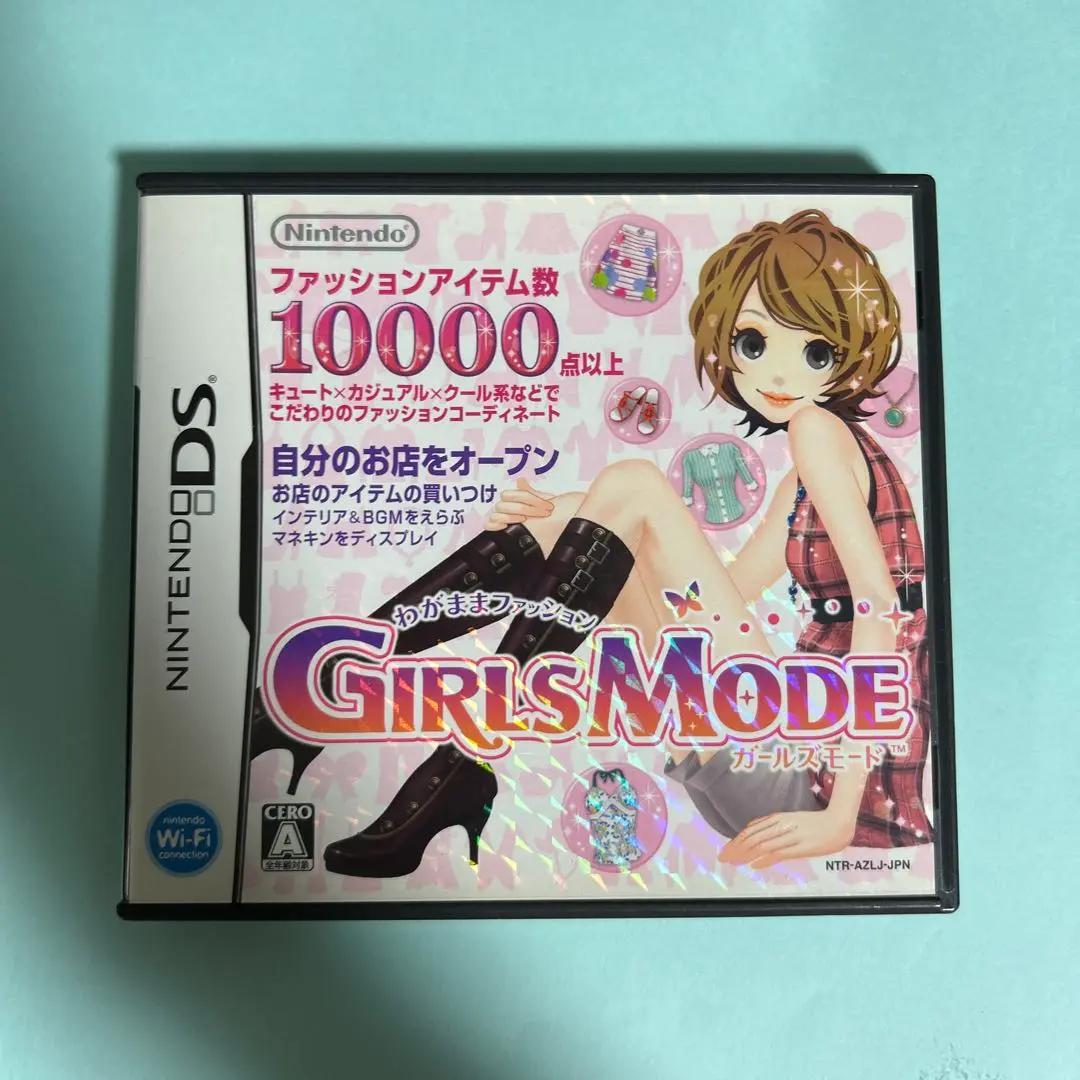 Nintendo
ファッションアイテム数
10000点以上
キュート×カジュアル×クール系などで
こだわりのファッションコーディネート
自分のお店をオープン
お店のアイテムの買いつけ
インテリア&BGMをえらぶ
マネキンをディスプレイ
わがままファッション
GIRLS MODE
ガールズモード™
NINTENDO DS®
nintendo
Wi-Fi
connection
CERO
A
全年齢対象
NTR-AZLJ-JPN